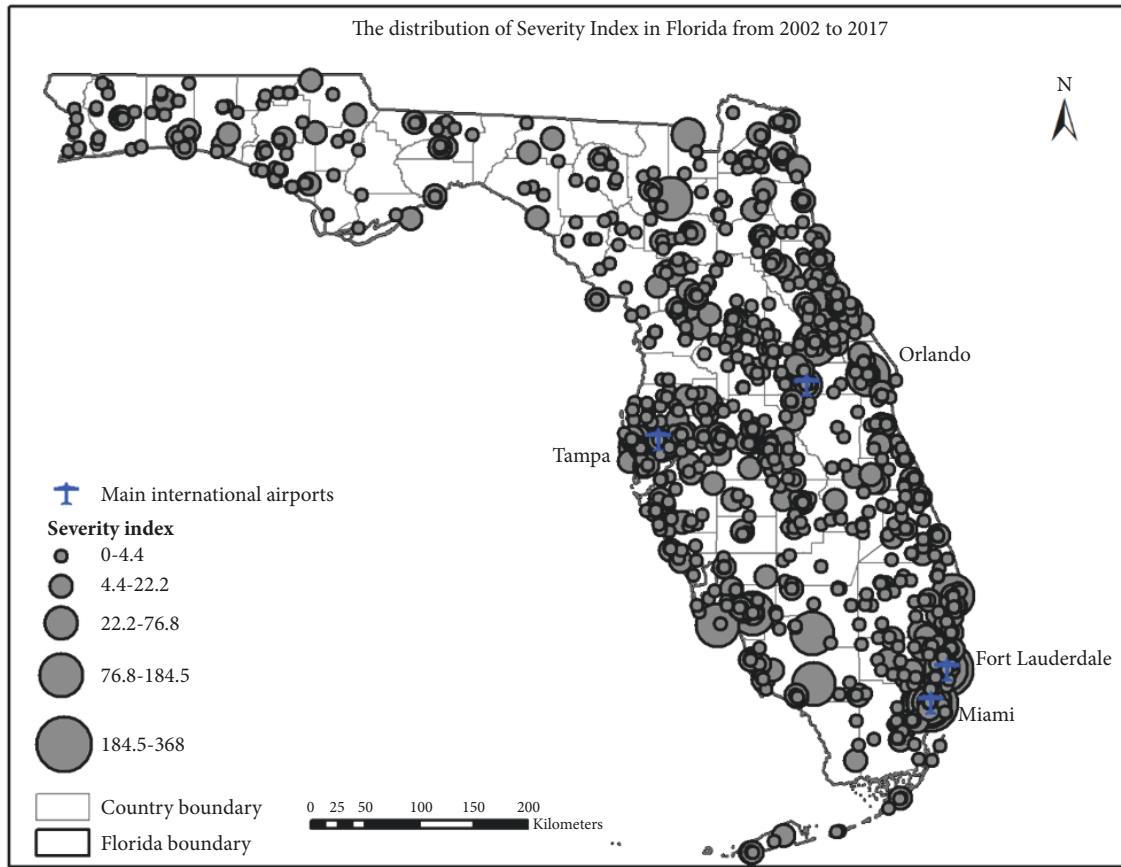 The distribution of Severity Index in Florida from 2002 to 2017
N
Orlando
Tampa
Main international airports
Severity index
0-4.4
4.4-22.2
22.2-76.8
76.8-184.5
184.5-368
Fort Lauderdale
Miami
Country boundary
Florida boundary
0 25 50 100 150 200
Kilometers